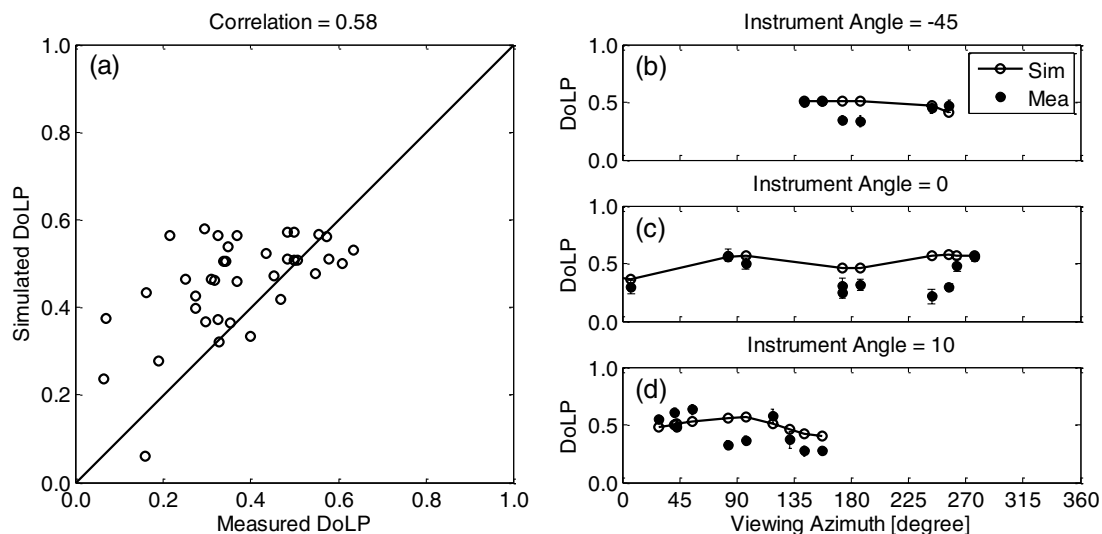 Correlation = 0.58
(a)
1.0
0.8
0.6
0.4
0.2
0.0
0.0 0.2 0.4 0.6 0.8 1.0
Simulated DoLP
Measured DoLP
Instrument Angle = -45
(b)
Sim
Mea
1.0
0.5
0.0
DoLP
Instrument Angle = 0
(c)
1.0
0.5
0.0
DoLP
Instrument Angle = 10
(d)
1.0
0.5
0.0
DoLP
0 45 90 135 180 225 270 315 360
Viewing Azimuth [degree]